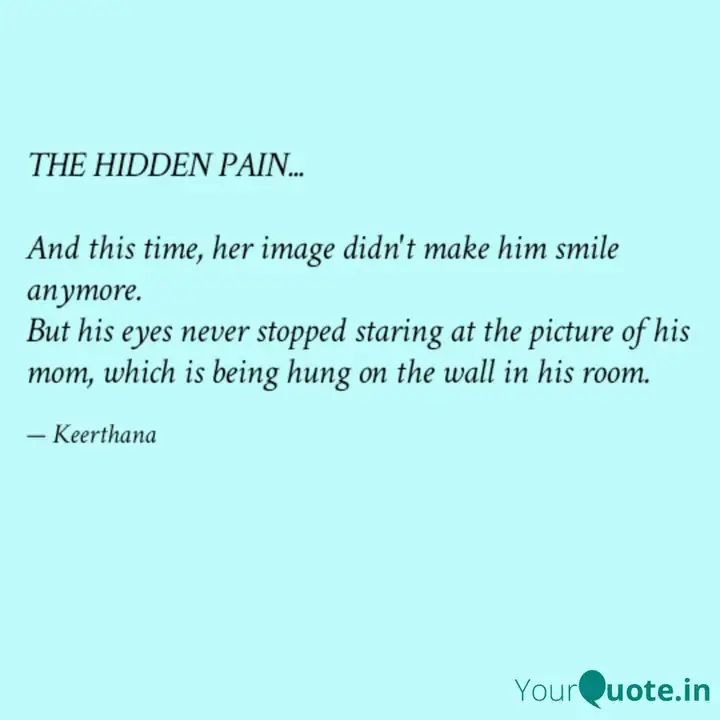 THE HIDDEN PAIN...
And this time, her image didn't make him smile
anymore.
But his eyes never stopped staring at the picture of his
mom, which is being hung on the wall in his room.
— Keerthana
YourQuote.in